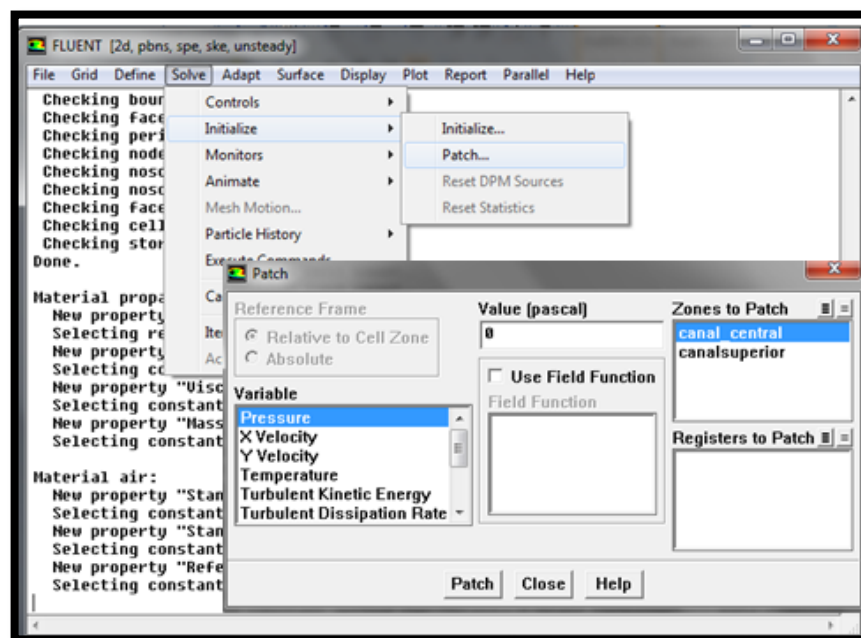 FLUENT [2d, pbns, spe, ske, unsteady]
File Grid Define Solve Adapt Surface Display Plot Report Parallel Help
Checking bour
Checking face
Checking peri
Checking node
Checking nosc
Checking nosc
Checking face
Checking cell
Checking stor
Done.
Material propa
New property
Selecting re
New property
Selecting co
New property "Visc
Selecting constant
New property "Mass
Selecting constant
Material air:
New property "Stan
Selecting constant
New property "Stan
Selecting constant
New property "Refe
Selecting constant
Controls
Initialize
Monitors
Animate
Mesh Motion...
Particle History
Execute Commands
Ca
Ite
Ac
Initialize...
Patch...
Reset DPM Sources
Reset Statistics
Patch
Reference Frame
Relative to Cell Zone
Absolute
Variable
Pressure
X Velocity
Y Velocity
Temperature
Turbulent Kinetic Energy
Turbulent Dissipation Rate
Value (pascal)
0
Use Field Function
Field Function
Zones to Patch
canal_central
canalsuperior
Registers to Patch
Patch Close Help